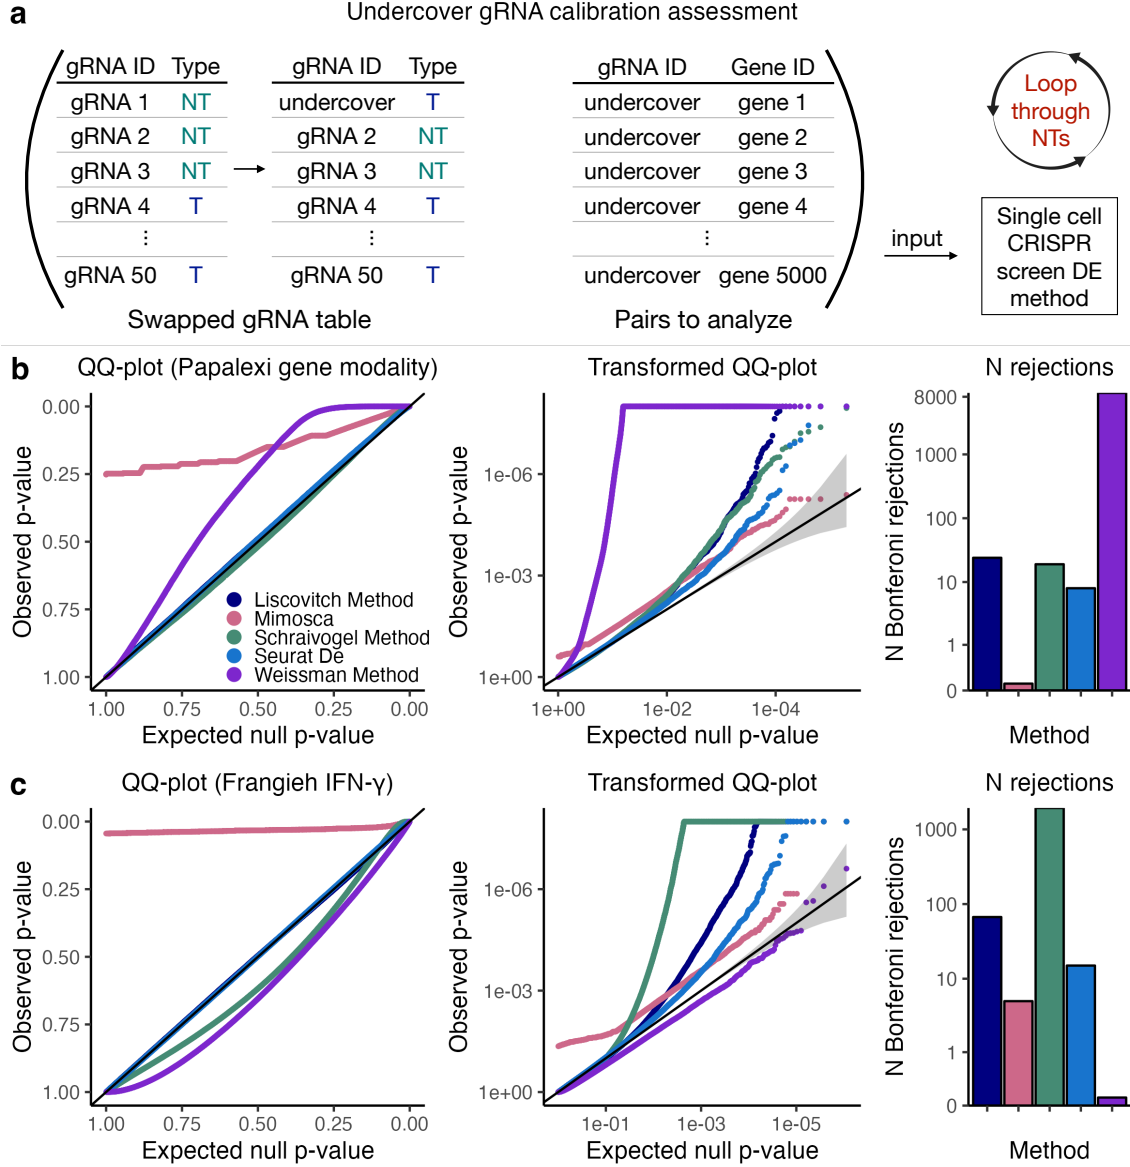 a
Undercover gRNA calibration assessment
gRNA ID Type
gRNA 1 NT
gRNA 2 NT
gRNA 3 NT
gRNA 4 T
⋮
gRNA 50 T
gRNA ID Type
undercover T
gRNA 2 NT
gRNA 3 NT
gRNA 4 T
⋮
gRNA 50 T
Swapped gRNA table
gRNA ID Gene ID
undercover gene 1
undercover gene 2
undercover gene 3
undercover gene 4
⋮
undercover gene 5000
Pairs to analyze
input
Loop
through
NTs
Single cell
CRISPR
screen DE
method
b
QQ-plot (Papalexi gene modality)
Observed p-value
0.00
0.25
0.50
0.75
1.00
Liscovitch Method
Mimosca
Schraivogel Method
Seurat De
Weissman Method
1.00 0.75 0.50 0.25 0.00
Expected null p-value
Transformed QQ-plot
Observed p-value
1e-06
1e-03
1e+00
1e+00 1e-02 1e-04
Expected null p-value
N rejections
N Bonferoni rejections
8000
1000
100
10
1
0
Method
c
QQ-plot (Frangieh IFN-γ)
Observed p-value
0.00
0.25
0.50
0.75
1.00
1.00 0.75 0.50 0.25 0.00
Expected null p-value
Transformed QQ-plot
Observed p-value
1e-06
1e-03
1e+00
1e-01 1e-03 1e-05
Expected null p-value
N rejections
N Bonferoni rejections
1000
100
10
1
0
Method